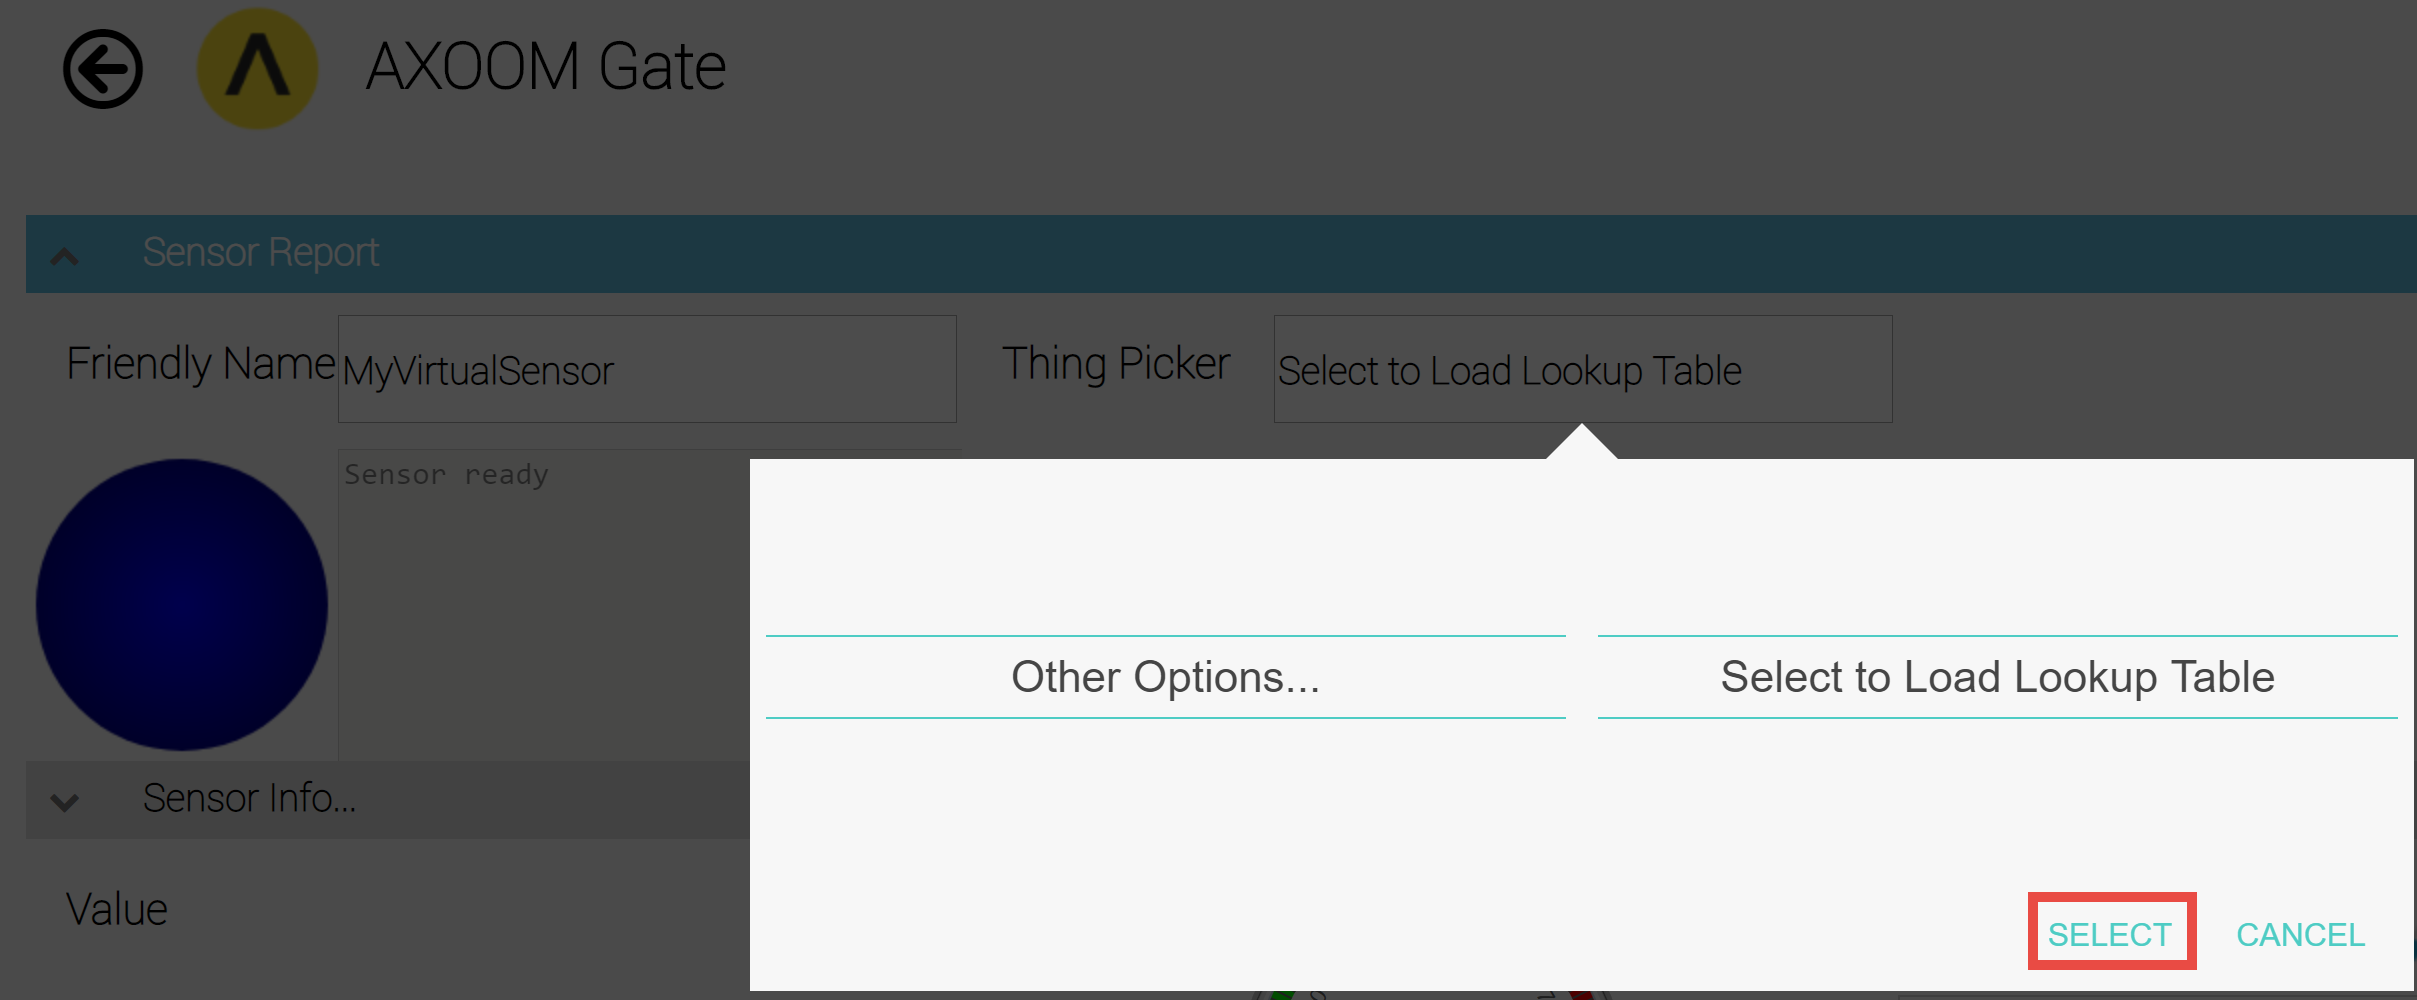 AXOOM Gate
Sensor Report
Friendly Name
MyVirtualSensor
Thing Picker
Select to Load Lookup Table
Sensor ready
Other Options...
Select to Load Lookup Table
Sensor Info...
Value
SELECT
CANCEL